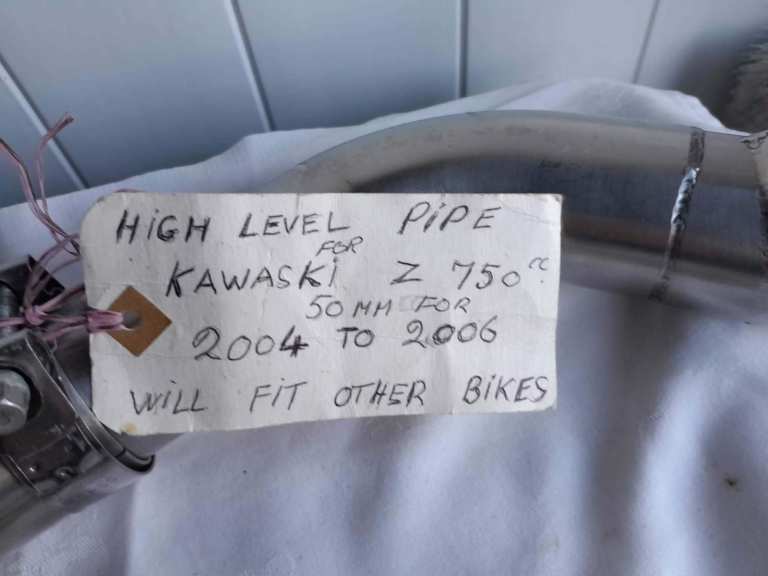 HiGH LEVEL PiPE
FOR
KAWASKi Z 750cc
50 MM FOR
2004 TO 2006
WiLL FiT OTHER BiKES